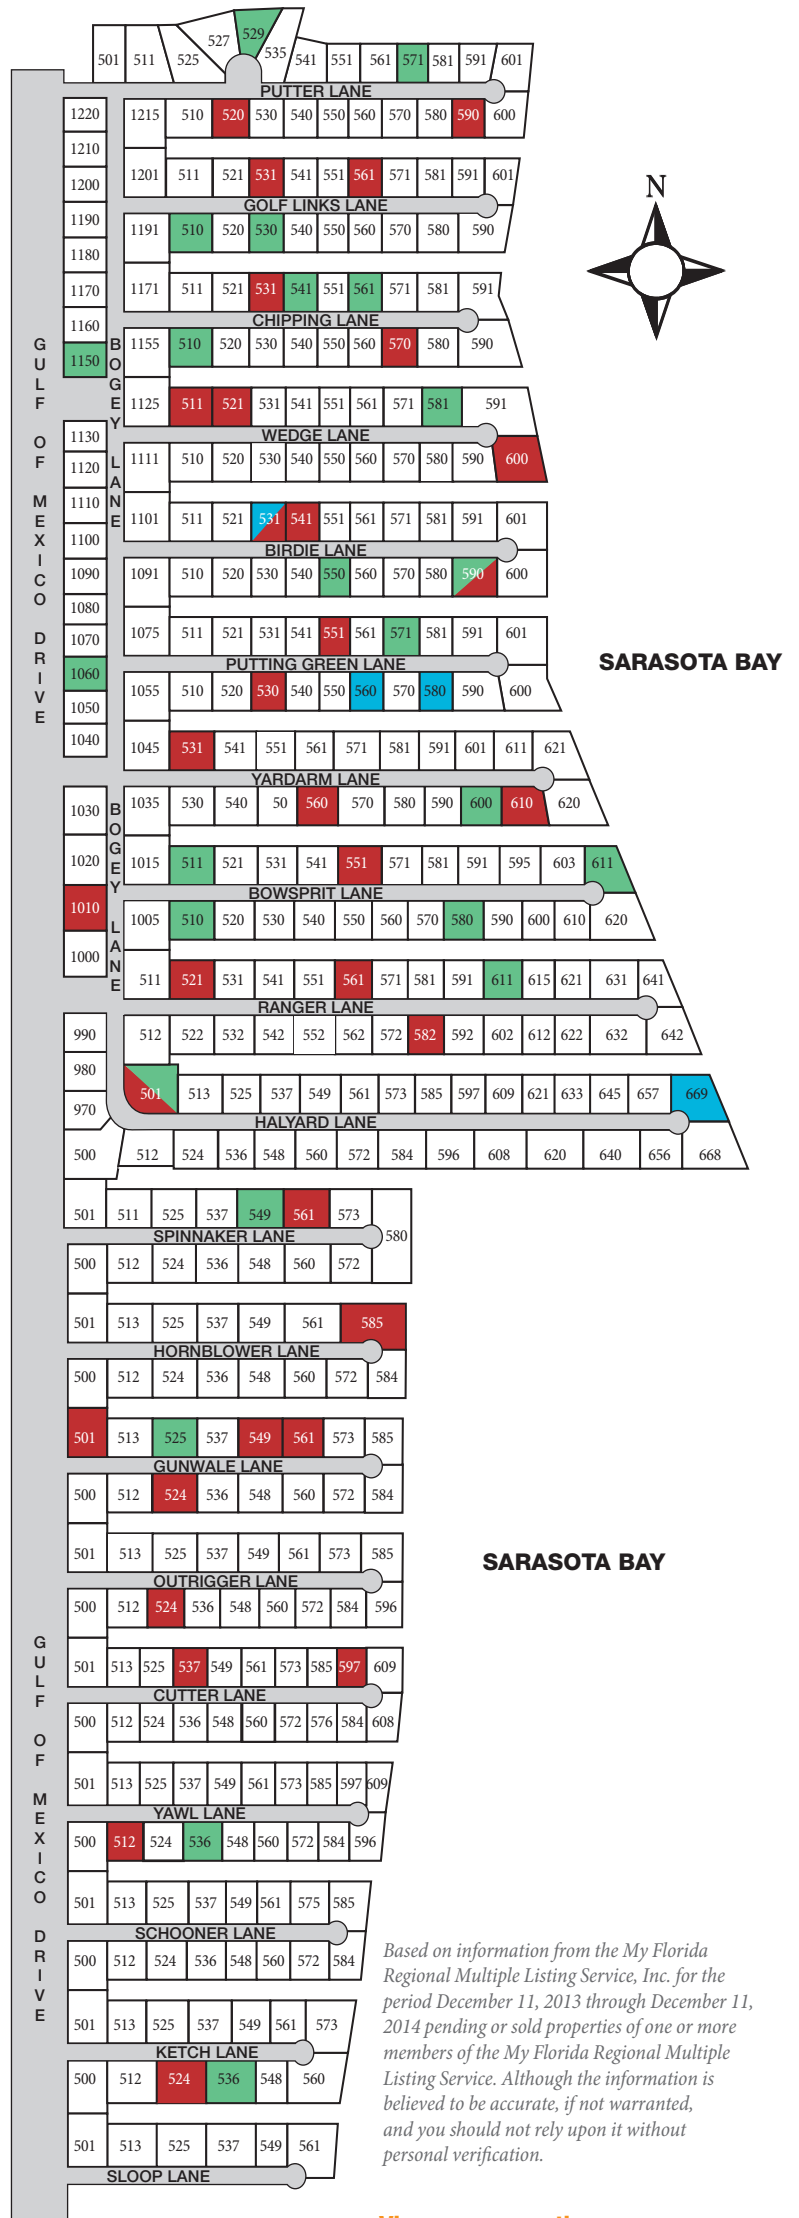 501 511 525 527 529 535 541 551 561 571 581 591 601
PUTTER LANE
1220 1215 510 520 530 540 550 560 570 580 590 600
1210
1200 1201 511 521 531 541 551 561 571 581 591 601
N
GOLF LINKS LANE
1190 1191 510 520 530 540 550 560 570 580 590
1180
1170 1171 511 521 531 541 551 561 571 581 591
CHIPPING LANE
1160 1155 510 520 530 540 550 560 570 580 590
1150
GULF OF MEXICO DRIVE
BOGEY LANE
1125 511 521 531 541 551 561 571 581 591
WEDGE LANE
1130
1120 1111 510 520 530 540 550 560 570 580 590 600
1110
1100 1101 511 521 531 541 551 561 571 581 591 601
BIRDIE LANE
1090 1091 510 520 530 540 550 560 570 580 590 600
1080
1070 1075 511 521 531 541 551 561 571 581 591 601
PUTTING GREEN LANE
SARASOTA BAY
1060 1055 510 520 530 540 550 560 570 580 590 600
1050
1040 1045 531 541 551 561 571 581 591 601 611 621
YARDARM LANE
1030 1035 530 540 50 560 570 580 590 600 610 620
BOGEY LANE
1020 1015 511 521 531 541 551 571 581 591 595 603 611
BOWSPRIT LANE
1010 1005 510 520 530 540 550 560 570 580 590 600 610 620
1000 511 521 531 541 551 561 571 581 591 611 615 621 631 641
RANGER LANE
990 512 522 532 542 552 562 572 582 592 602 612 622 632 642
980
970 501 513 525 537 549 561 573 585 597 609 621 633 645 657 669
HALYARD LANE
500 512 524 536 548 560 572 584 596 608 620 640 656 668
501 511 525 537 549 561 573 580
SPINNAKER LANE
500 512 524 536 548 560 572
501 513 525 537 549 561 585
HORNBLOWER LANE
500 512 524 536 548 560 572 584
501 513 525 537 549 561 573 585
GUNWALE LANE
500 512 524 536 548 560 572 584
501 513 525 537 549 561 573 585
SARASOTA BAY
OUTRIGGER LANE
500 512 524 536 548 560 572 584 596
GULF OF MEXICO DRIVE
501 513 525 537 549 561 573 585 597 609
CUTTER LANE
500 512 524 536 548 560 572 576 584 608
501 513 525 537 549 561 573 585 597 609
YAWL LANE
500 512 524 536 548 560 572 584 596
501 513 525 537 549 561 575 585
SCHOONER LANE
500 512 524 536 548 560 572 584
501 513 525 537 549 561 573
KETCH LANE
500 512 524 536 548 560
501 513 525 537 549 561
SLOOP LANE
Based on information from the My Florida
Regional Multiple Listing Service, Inc. for the
period December 11, 2013 through December 11,
2014 pending or sold properties of one or more
members of the My Florida Regional Multiple
Listing Service. Although the information is
believed to be accurate, if not warranted,
and you should not rely upon it without
personal verification.